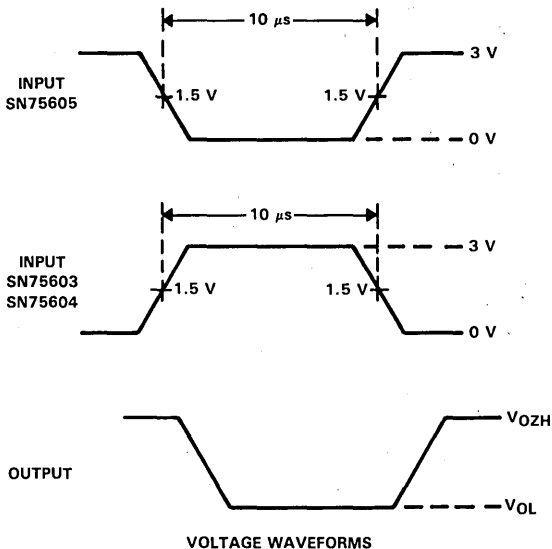 10 μs
3 V
INPUT
SN75605
1.5 V
1.5 V
0 V
10 μs
3 V
INPUT
SN75603
SN75604
1.5 V
1.5 V
0 V
VOZH
OUTPUT
VOL
VOLTAGE WAVEFORMS